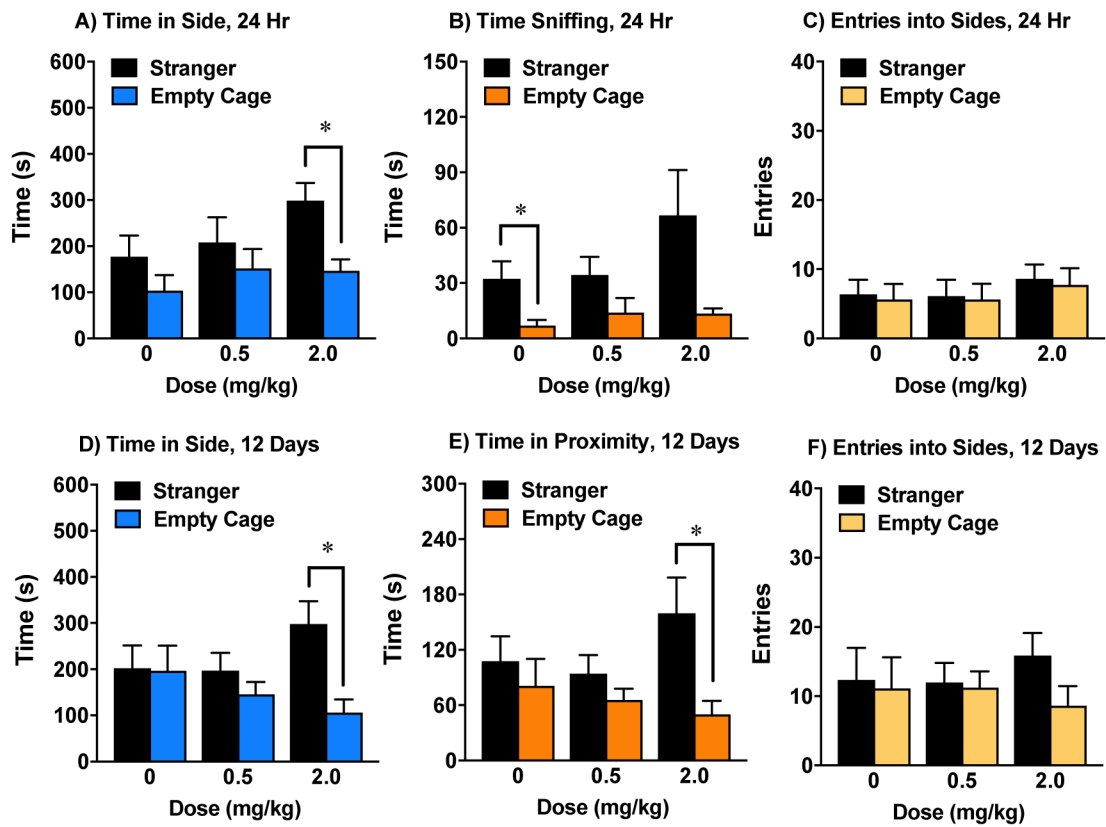 A) Time in Side, 24 Hr
600
500
400
300
200
100
0
Time (s)
Stranger
Empty Cage
*
0 0.5 2.0
Dose (mg/kg)
B) Time Sniffing, 24 Hr
150
120
90
60
30
0
Time (s)
Stranger
Empty Cage
*
0 0.5 2.0
Dose (mg/kg)
C) Entries into Sides, 24 Hr
40
30
20
10
0
Entries
Stranger
Empty Cage
0 0.5 2.0
Dose (mg/kg)
D) Time in Side, 12 Days
600
500
400
300
200
100
0
Time (s)
Stranger
Empty Cage
*
0 0.5 2.0
Dose (mg/kg)
E) Time in Proximity, 12 Days
300
240
180
120
60
0
Time (s)
Stranger
Empty Cage
*
0 0.5 2.0
Dose (mg/kg)
F) Entries into Sides, 12 Days
40
30
20
10
0
Entries
Stranger
Empty Cage
0 0.5 2.0
Dose (mg/kg)